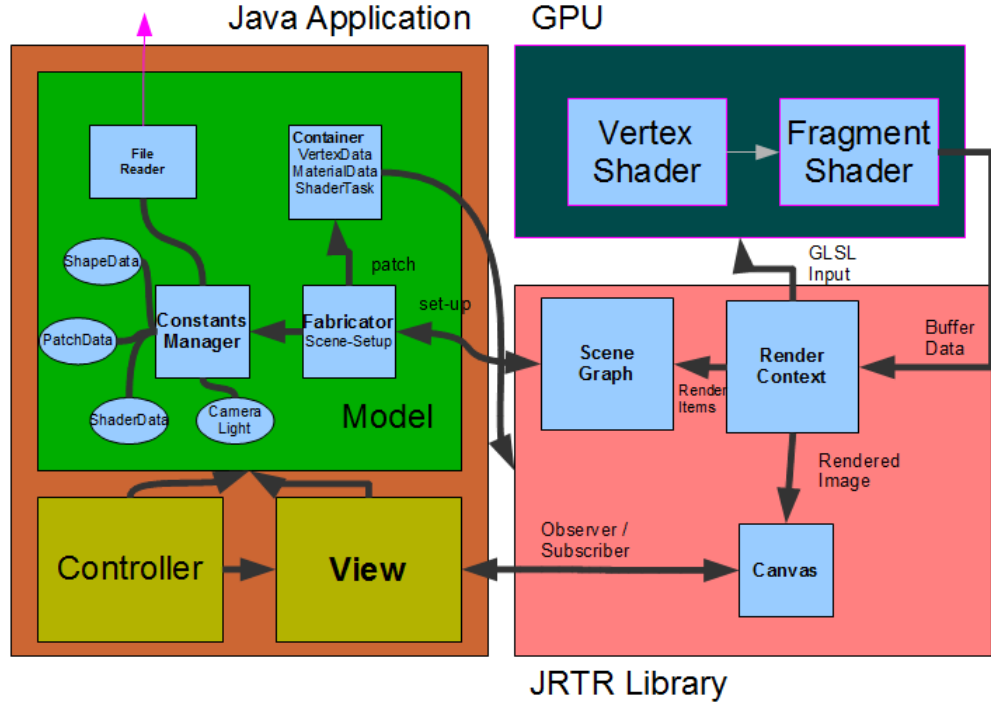 Java Application
GPU
File
Reader
Container
VertexData
MaterialData
ShaderTask
Vertex
Shader
Fragment
Shader
ShapeData
patch
GLSL
Input
PatchData
Constants
Manager
Fabricator
Scene-Setup
set-up
Scene
Graph
Render
Items
Render
Context
Buffer
Data
ShaderData
Camera
Light
Model
Rendered
Image
Controller
View
Observer /
Subscriber
Canvas
JRTR Library